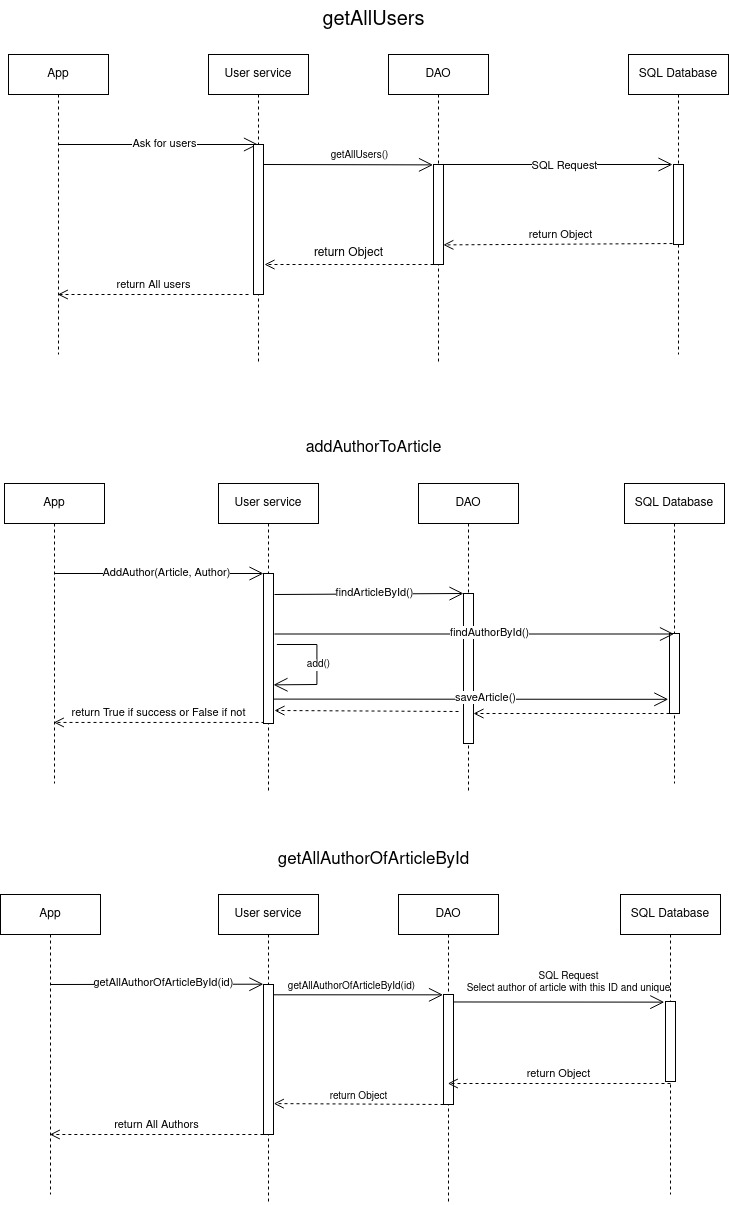 getAllUsers
App
User service
DAO
SQL Database
Ask for users
getAllUsers()
SQL Request
return Object
return Object
return All users
addAuthorToArticle
App
User service
DAO
SQL Database
AddAuthor(Article, Author)
findArticleById()
findAuthorById()
add()
saveArticle()
return True if success or False if not
getAllAuthorOfArticleById
App
User service
DAO
SQL Database
getAllAuthorOfArticleById(id)
getAllAuthorOfArticleById(id)
SQL Request
Select author of article with this ID and unique
return Object
return Object
return All Authors